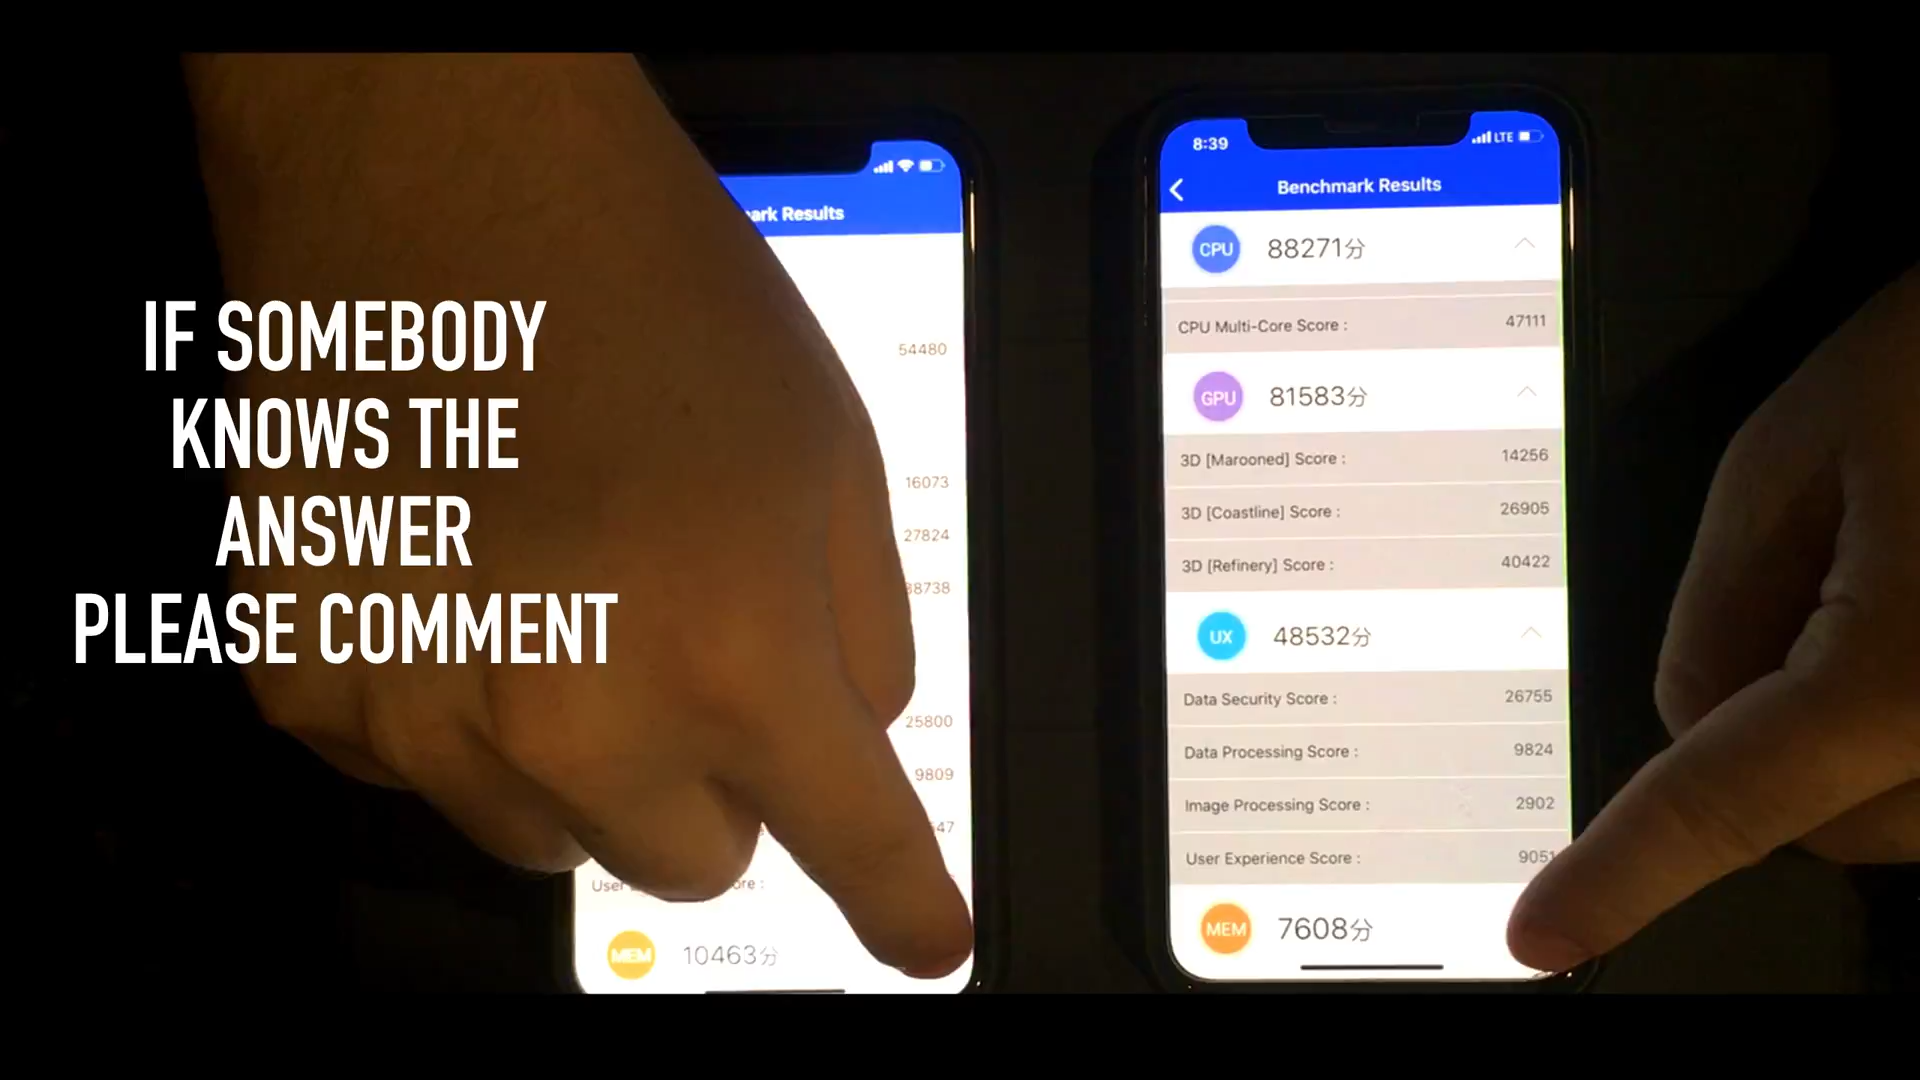 IF SOMEBODY
KNOWS THE
ANSWER
PLEASE COMMENT
Results
54480
16073
27824
25800
9809
MEM 10463分
8:39 LTE
Benchmark Results
CPU 88271分
CPU Multi-Core Score : 47111
GPU 81583分
3D [Marooned] Score : 14256
3D [Coastline] Score : 26905
3D [Refinery] Score : 40422
UX 48532分
Data Security Score : 26755
Data Processing Score : 9824
Image Processing Score : 2902
User Experience Score : 9051
MEM 7608分